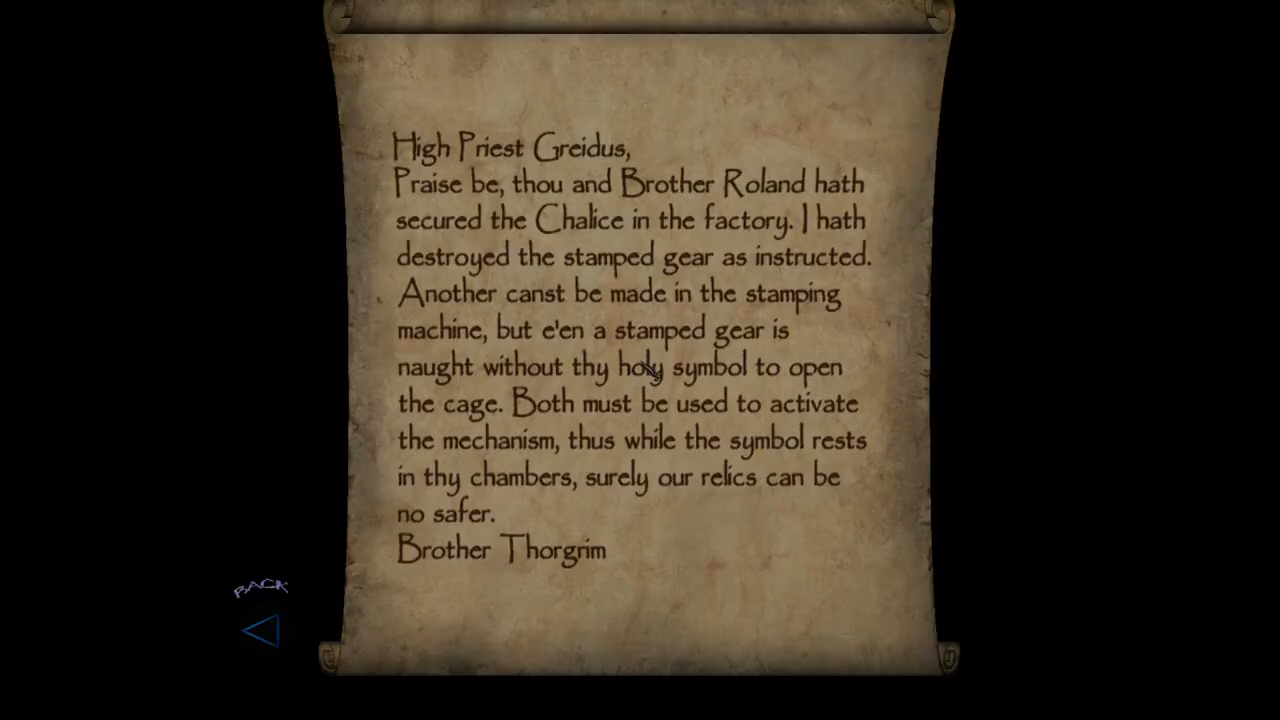 High Priest Greidus,
Praise be, thou and Brother Roland hath
secured the Chalice in the factory. I hath
destroyed the stamped gear as instructed.
Another canst be made in the stamping
machine, but e'en a stamped gear is
naught without thy holy symbol to open
the cage. Both must be used to activate
the mechanism, thus while the symbol rests
in thy chambers, surely our relics can be
no safer.
Brother Thorgrim
BACK